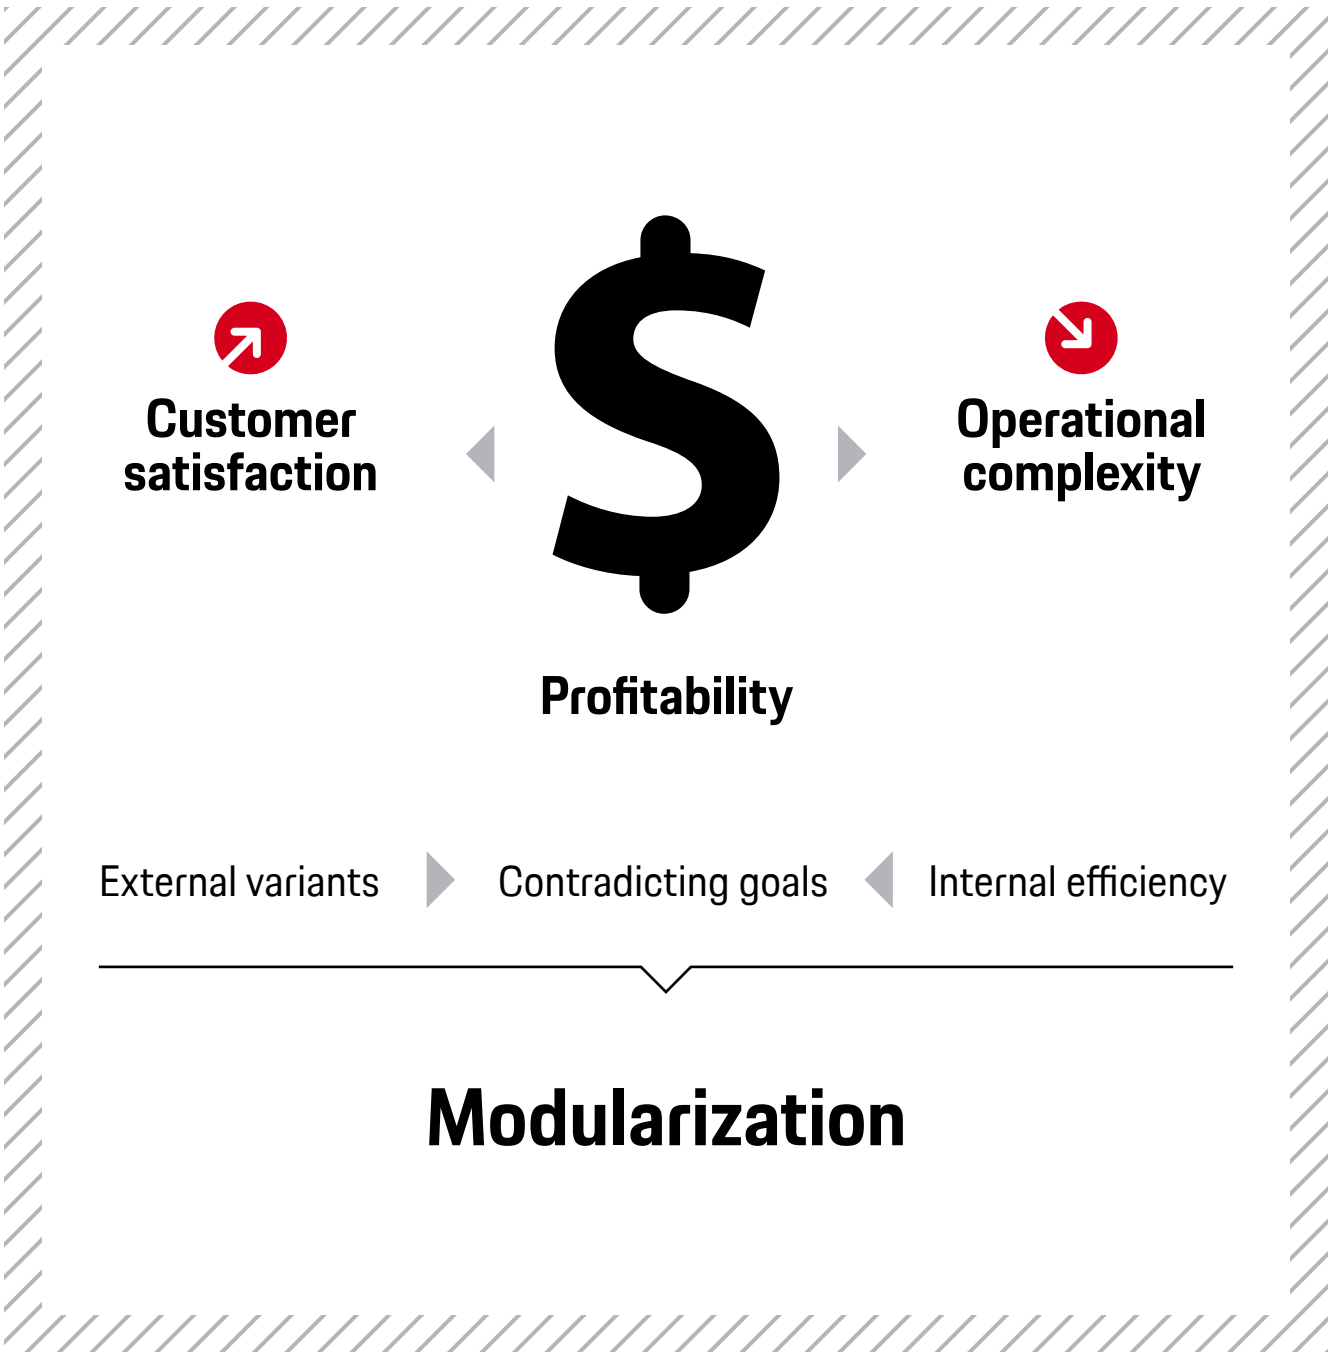 $
Customer
satisfaction
Operational
complexity
Profitability
External variants
Contradicting goals
Internal efficiency
Modularization